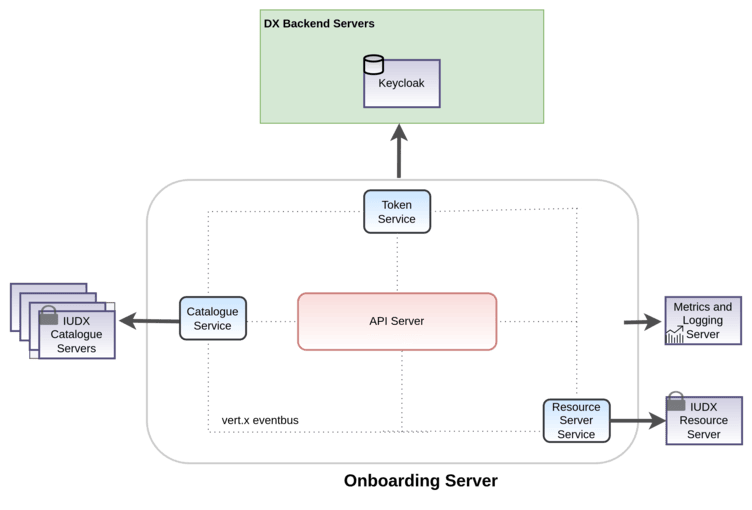 DX Backend Servers
Keycloak
Token
Service
Catalogue
Service
API Server
IUDX
Catalogue
Servers
Metrics and
Logging
Server
Resource
Server
Service
IUDX
Resource
Server
vert.x eventbus
Onboarding Server